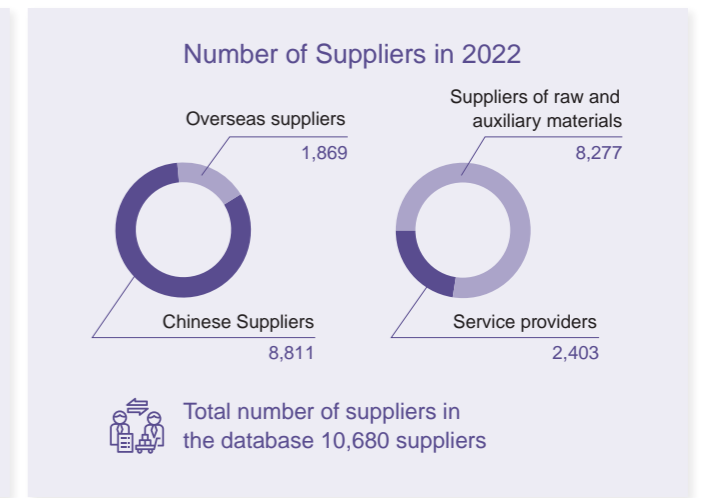 Number of Suppliers in 2022
Overseas suppliers
1,869
Chinese Suppliers
8,811
Suppliers of raw and
auxiliary materials
8,277
Service providers
2,403
Total number of suppliers in
the database 10,680 suppliers